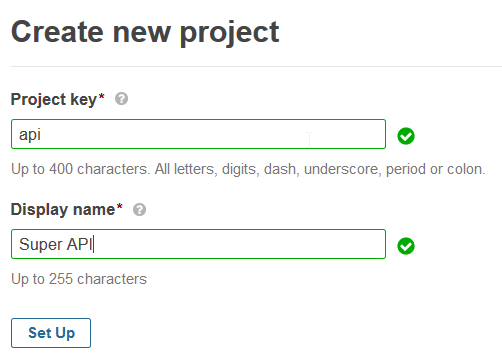 Create new project
Project key* ?
api
Up to 400 characters. All letters, digits, dash, underscore, period or colon.
Display name* ?
Super API
Up to 255 characters
Set Up